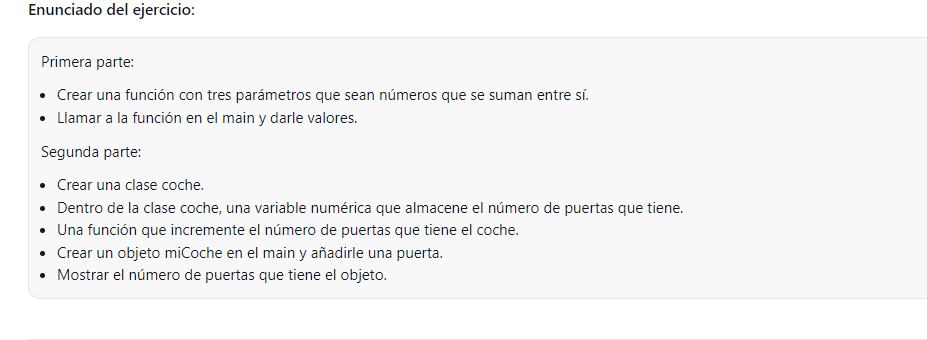 Enunciado del ejercicio:
Primera parte:
• Crear una función con tres parámetros que sean números que se suman entre sí.
• Llamar a la función en el main y darle valores.
Segunda parte:
• Crear una clase coche.
• Dentro de la clase coche, una variable numérica que almacene el número de puertas que tiene.
• Una función que incremente el número de puertas que tiene el coche.
• Crear un objeto miCoche en el main y añadirle una puerta.
• Mostrar el número de puertas que tiene el objeto.